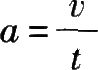 a = v/t